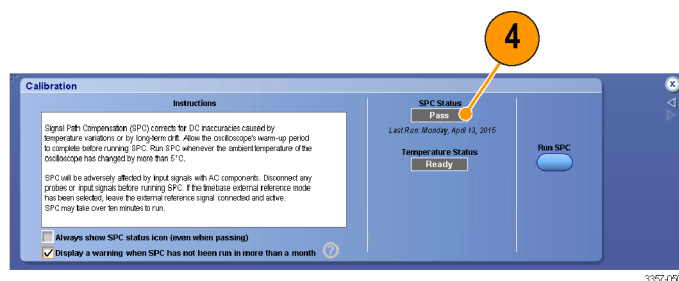 4
Calibration
Instructions
Signal Path Compensation (SPC) corrects for DC inaccuracies caused by
temperature variations or by long-term drift. Allow the oscilloscope's warm-up period
to complete before running SPC. Run SPC whenever the ambient temperature of the
oscilloscope has changed by more than 5°C.
SPC will be adversely affected by input signals with AC components. Disconnect any
probes or input signals before running SPC. If the timebase external reference mode
has been selected, leave the external reference signal connected and active.
SPC may take over ten minutes to run.
Always show SPC status icon (even when passing)
Display a warning when SPC has not been run in more than a month
?
SPC Status
Pass
Last Run: Monday, April 13, 2015
Temperature Status
Ready
Run SPC
X